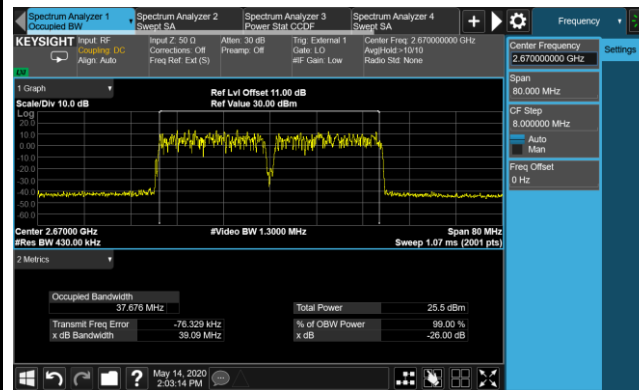 Spectrum Analyzer 1
Occupied BW
Spectrum Analyzer 2
Swept SA
Spectrum Analyzer 3
Power Stat CCDF
Spectrum Analyzer 4
Swept SA
Frequency
KEYSIGHT
Input: RF
Coupling: DC
Align: Auto
Input Z: 50 Ω
Corrections: Off
Freq Ref: Ext (S)
Atten: 30 dB
Preamp: Off
Trig: External 1
Gate: LO
#IF Gain: Low
Center Freq: 2.670000000 GHz
Avg|Hold:>10/10
Radio Std: None
LXI
Center Frequency
2.670000000 GHz
Settings
Span
80.000 MHz
CF Step
8.000000 MHz
Auto
Man
Freq Offset
0 Hz
1 Graph
Scale/Div 10.0 dB
Ref Lvl Offset 11.00 dB
Ref Value 30.00 dBm
Log
20.0
10.0
0.00
-10.0
-20.0
-30.0
-40.0
-50.0
-60.0
Center 2.67000 GHz
#Res BW 430.00 kHz
#Video BW 1.3000 MHz
Span 80 MHz
Sweep 1.07 ms (2001 pts)
2 Metrics
Occupied Bandwidth
37.676 MHz
Transmit Freq Error -76.329 kHz
x dB Bandwidth 39.09 MHz
Total Power 25.5 dBm
% of OBW Power 99.00 %
x dB -26.00 dB
May 14, 2020
2:03:14 PM